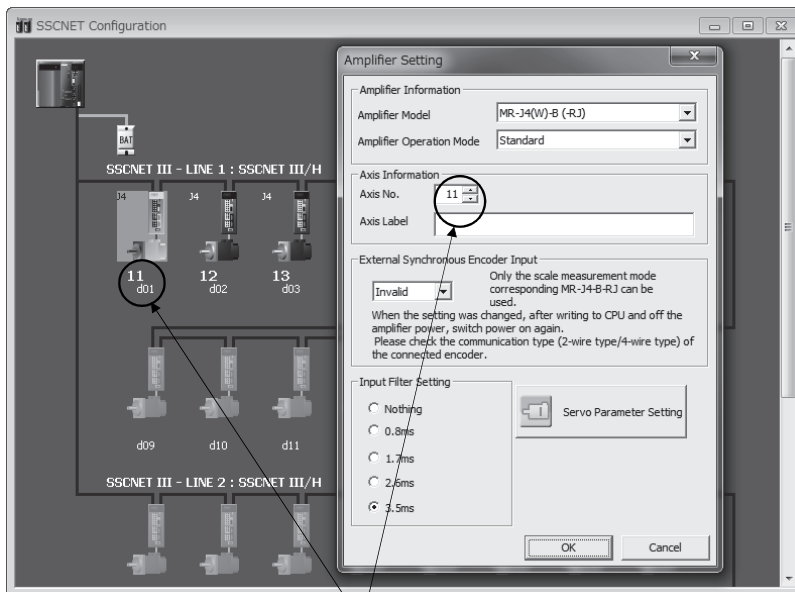 SSCNET Configuration
BAT
SSCNET III - LINE 1 : SSCNET III/H
J4
J4
J4
11
12
13
d01
d02
d03
d09
d10
d11
SSCNET III - LINE 2 : SSCNET III/H
Amplifier Setting
Amplifier Information
Amplifier Model
MR-J4(W)-B (-RJ)
Amplifier Operation Mode
Standard
Axis Information
Axis No.
11
Axis Label
External Synchronous Encoder Input
Invalid
Only the scale measurement mode
corresponding MR-J4-B-RJ can be
used.
When the setting was changed, after writing to CPU and off the
amplifier power, switch power on again.
Please check the communication type (2-wire type/4-wire type) of
the connected encoder.
Input Filter Setting
Nothing
0.8ms
1.7ms
2.6ms
3.5ms
Servo Parameter Setting
OK
Cancel